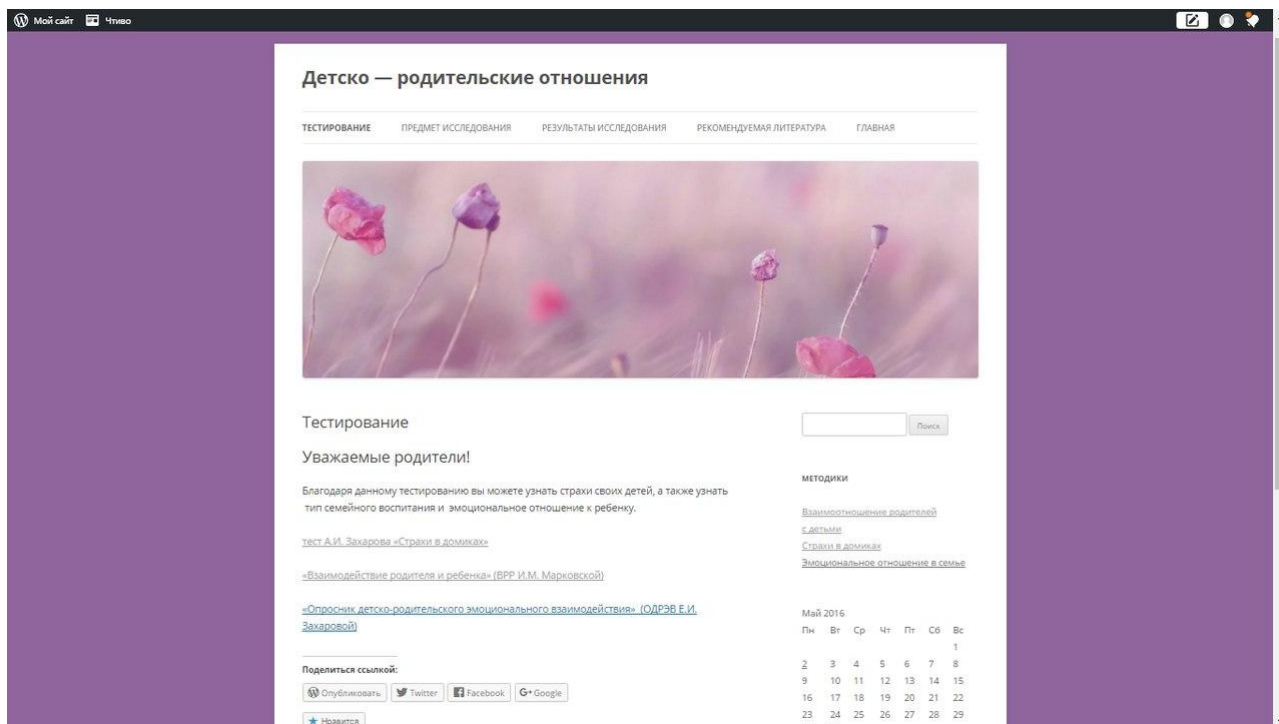 Мой сайт Чтиво
Детско — родительские отношения
ТЕСТИРОВАНИЕ ПРЕДМЕТ ИССЛЕДОВАНИЯ РЕЗУЛЬТАТЫ ИССЛЕДОВАНИЯ РЕКОМЕНДУЕМАЯ ЛИТЕРАТУРА ГЛАВНАЯ
Тестирование
Уважаемые родители!
Благодаря данному тестированию вы можете узнать страхи своих детей, а также узнать
тип семейного воспитания и эмоциональное отношение к ребенку.
тест А.И. Захарова «Страхи в домиках»
«Взаимодействие родителя и ребенка» (ВРР И.М. Марковской)
«Опросник детско-родительского эмоционального взаимодействия» (ОДРЭВ Е.И.
Захаровой)
Поделиться ссылкой:
Опубликовать Twitter Facebook G+ Google
Нравится
Поиск
МЕТОДИКИ
Взаимоотношение родителей
с детьми
Страхи в домиках
Эмоциональное отношение в семье
Май 2016
Пн Вт Ср Чт Пт Сб Вс
1
2 3 4 5 6 7 8
9 10 11 12 13 14 15
16 17 18 19 20 21 22
23 24 25 26 27 28 29